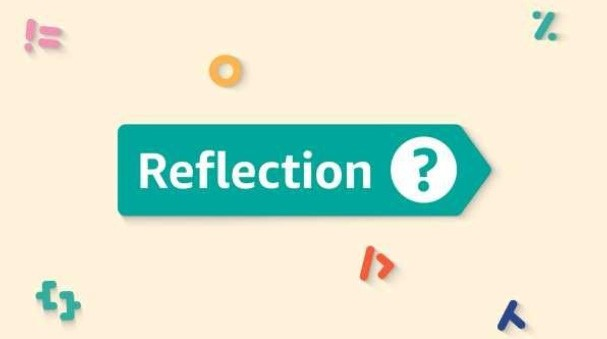 !=
%
Reflection ?
/>
{}